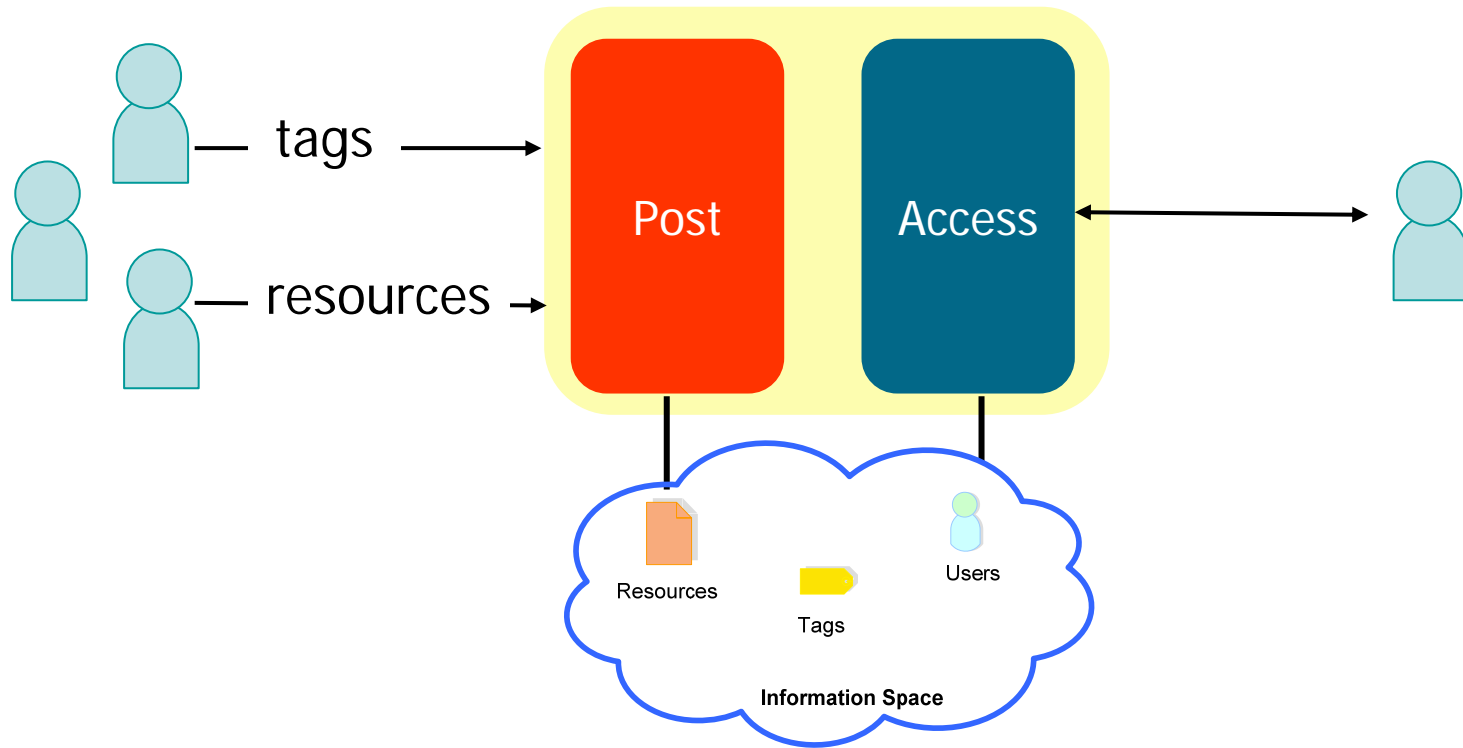 tags
resources
Post
Access
Resources
Tags
Users
Information Space